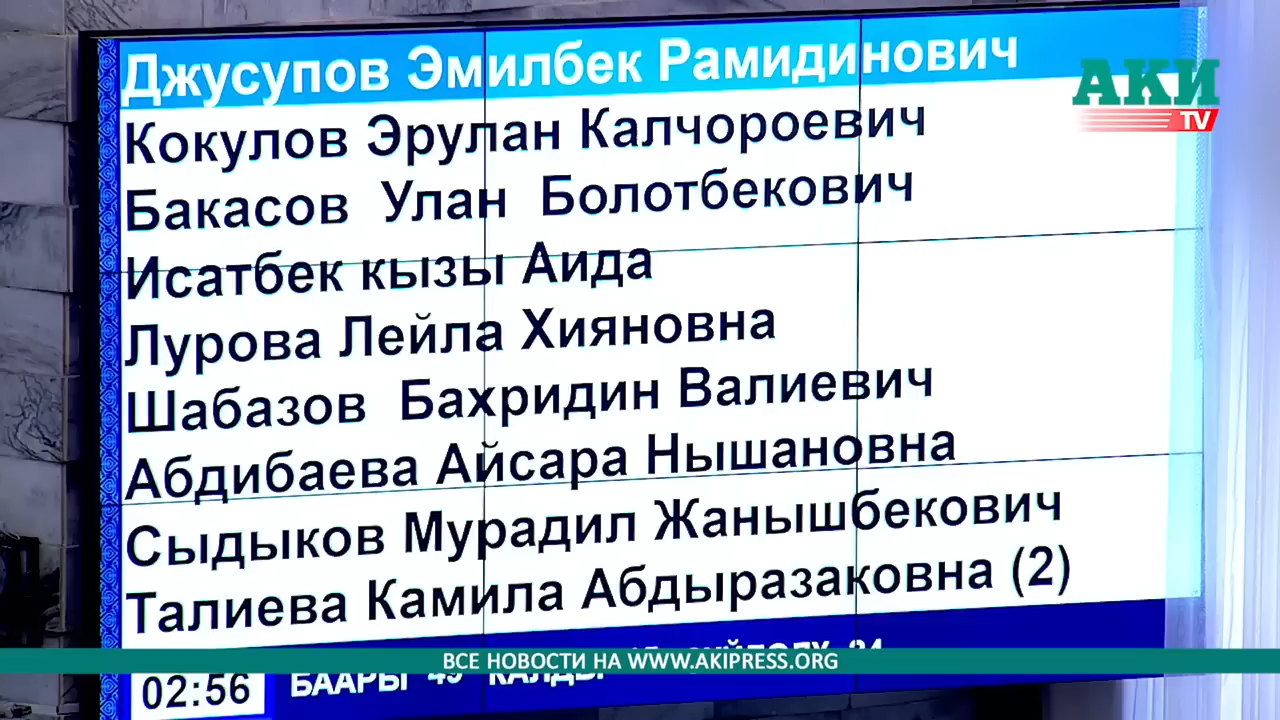 Джусупов Эмилбек Рамидинович
АКИ
TV
Кокулов Эрулан Калчороевич
Бакасов Улан Болотбекович
Исатбек кызы Аида
Лурова Лейла Хияновна
Шабазов Бахридин Валиевич
Абдибаева Айсара Нышановна
Сыдыков Мурадил Жанышбекович
Талиева Камила Абдыразаковна (2)
ВСЕ НОВОСТИ НА WWW.AKIPRESS.ORG
02:56 БААРЫ 49 КАЛДЫ